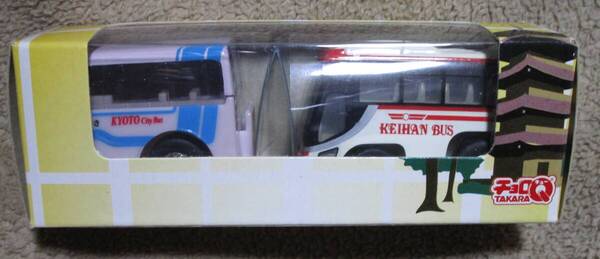 KYOTO City Bus
KEIHAN BUS
チョロQ
TAKARA